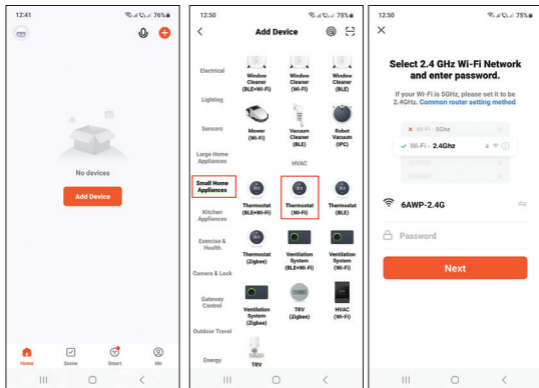 12:41
76%
No devices
Add Device
Home
Scene
Smart
Me
12:50
75%
Add Device
Electrical
Lighting
Sensors
Large Home
Appliances
Small Home
Appliances
Kitchen
Appliances
Exercise &
Health
Camera & Lock
Gateway
Control
Outdoor Travel
Energy
Window
Cleaner
(BLE+Wi-Fi)
Window
Cleaner
(Wi-Fi)
Window
Cleaner
(BLE)
Mower
(Wi-Fi)
Vacuum
Cleaner
(BLE)
Robot
Vacuum
(IPC)
HVAC
Thermostat
(BLE+Wi-Fi)
Thermostat
(Wi-Fi)
Thermostat
(BLE)
Thermostat
(Zigbee)
Ventilation
System
(BLE+Wi-Fi)
Ventilation
System
(Wi-Fi)
Ventilation
System
(Zigbee)
TRV
(Zigbee)
HVAC
(Wi-Fi)
TRV
12:50
75%
Select 2.4 GHz Wi-Fi Network
and enter password.
If your Wi-Fi is 5GHz, please set it to be
2.4GHz. Common router setting method
Wi-Fi - 5Ghz
Wi-Fi - 2.4Ghz
6AWP-2.4G
Password
Next